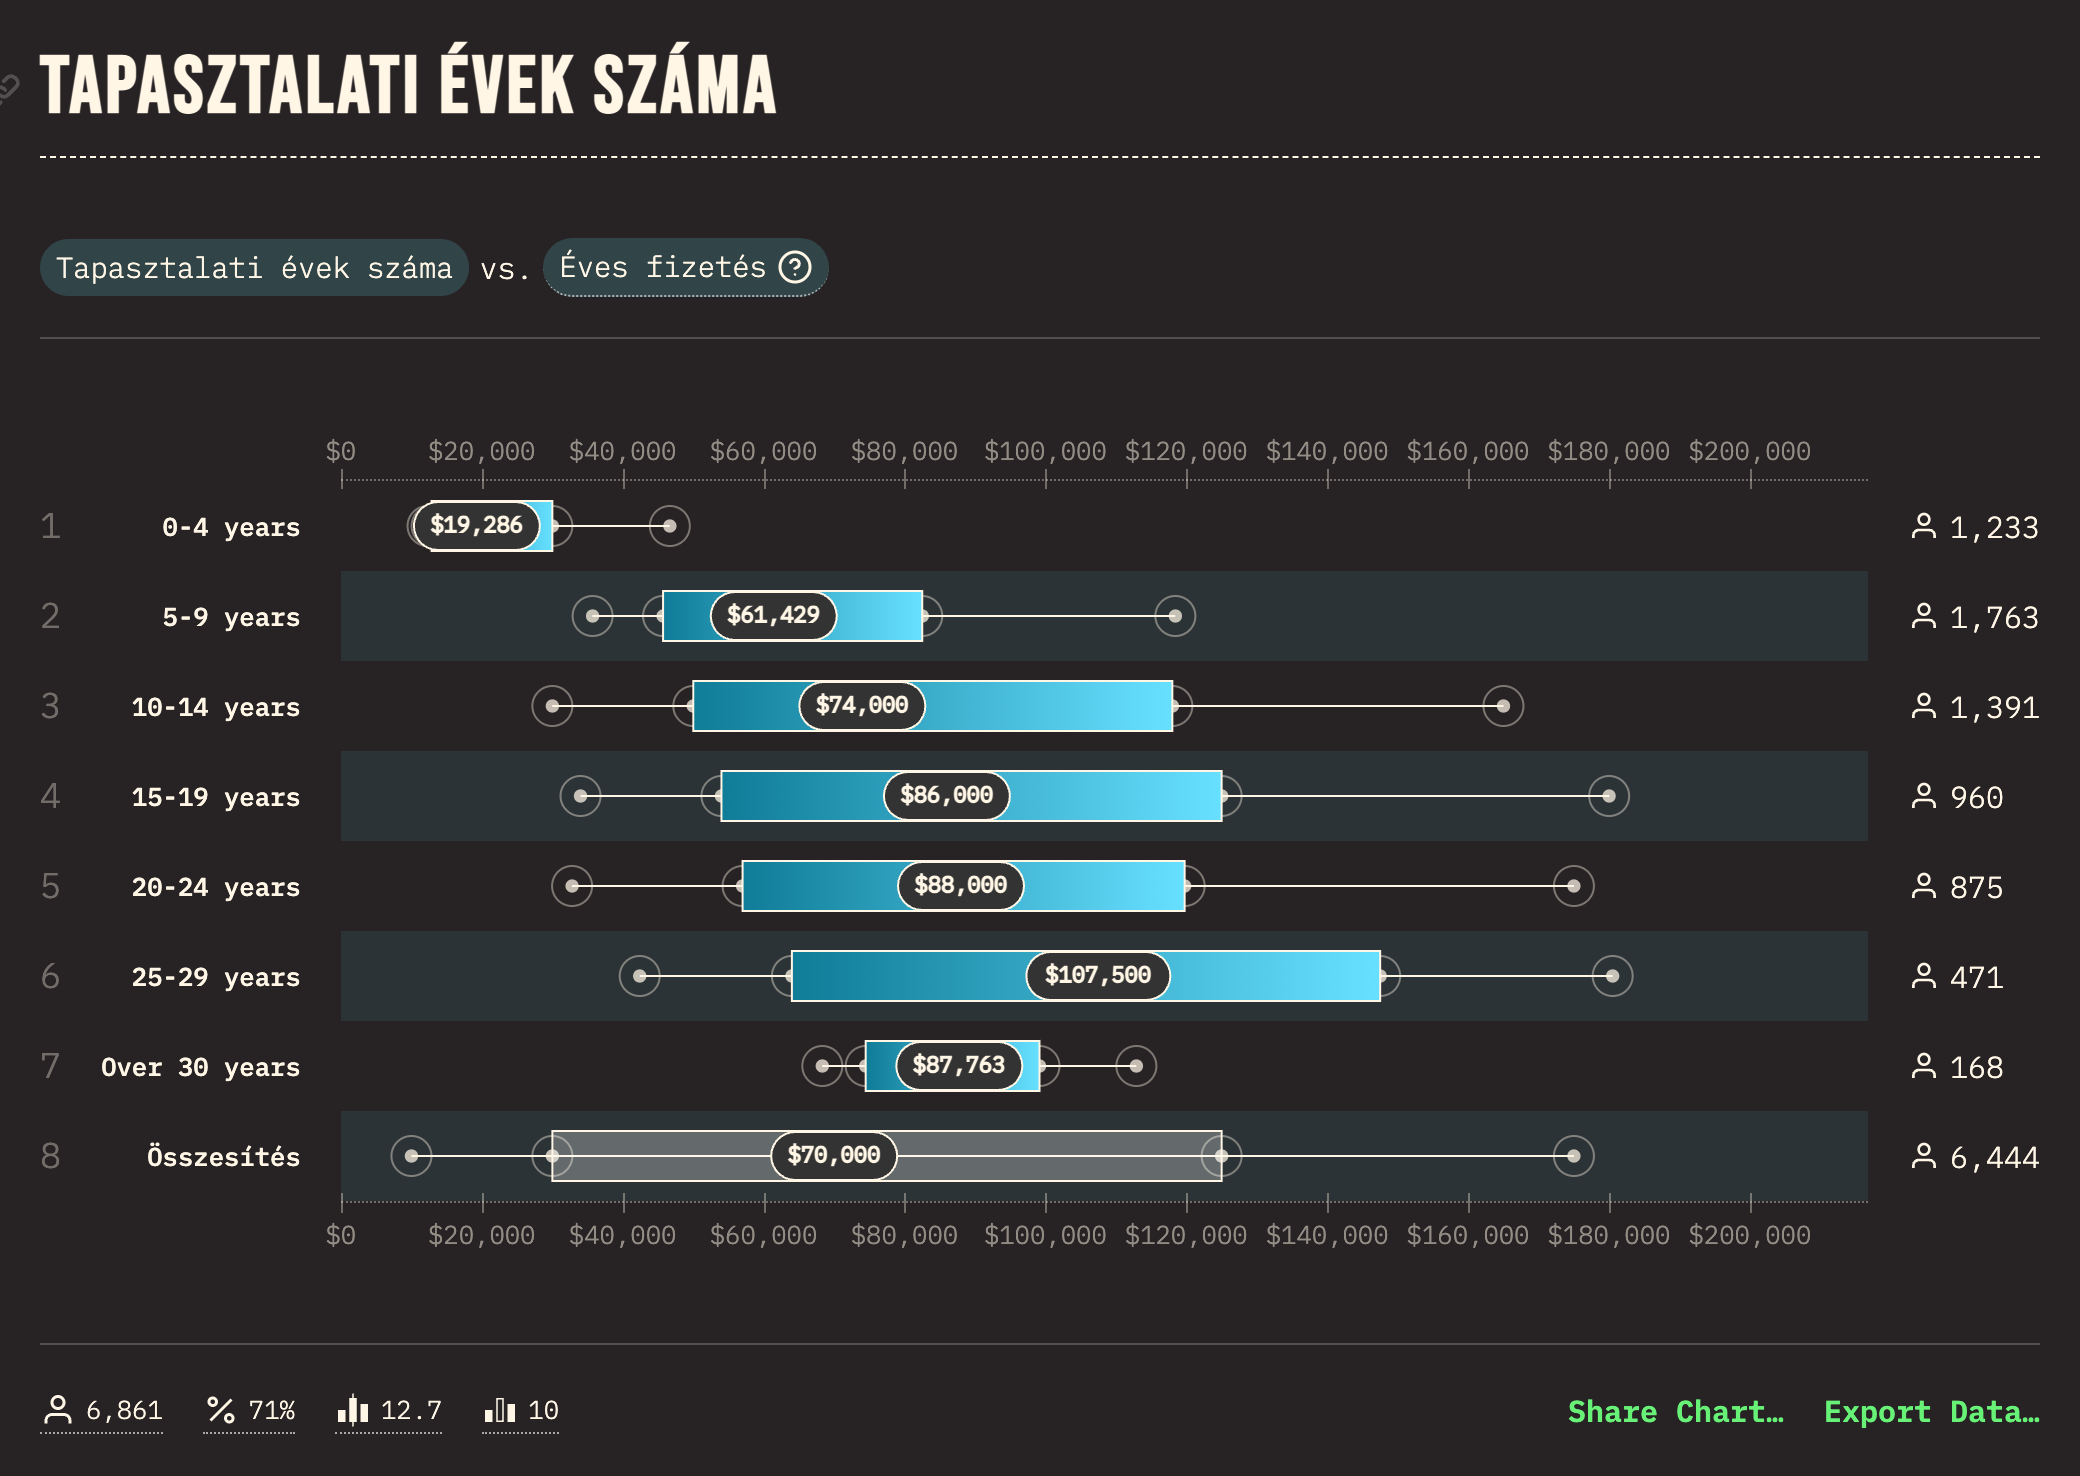 TAPASZTALATI ÉVEK SZÁMA
Tapasztalati évek száma vs. Éves fizetés ?
$0 $20,000 $40,000 $60,000 $80,000 $100,000 $120,000 $140,000 $160,000 $180,000 $200,000
1 0-4 years $19,286 1,233
2 5-9 years $61,429 1,763
3 10-14 years $74,000 1,391
4 15-19 years $86,000 960
5 20-24 years $88,000 875
6 25-29 years $107,500 471
7 Over 30 years $87,763 168
8 Összesítés $70,000 6,444
$0 $20,000 $40,000 $60,000 $80,000 $100,000 $120,000 $140,000 $160,000 $180,000 $200,000
6,861 % 71% 12.7 10 Share Chart… Export Data…